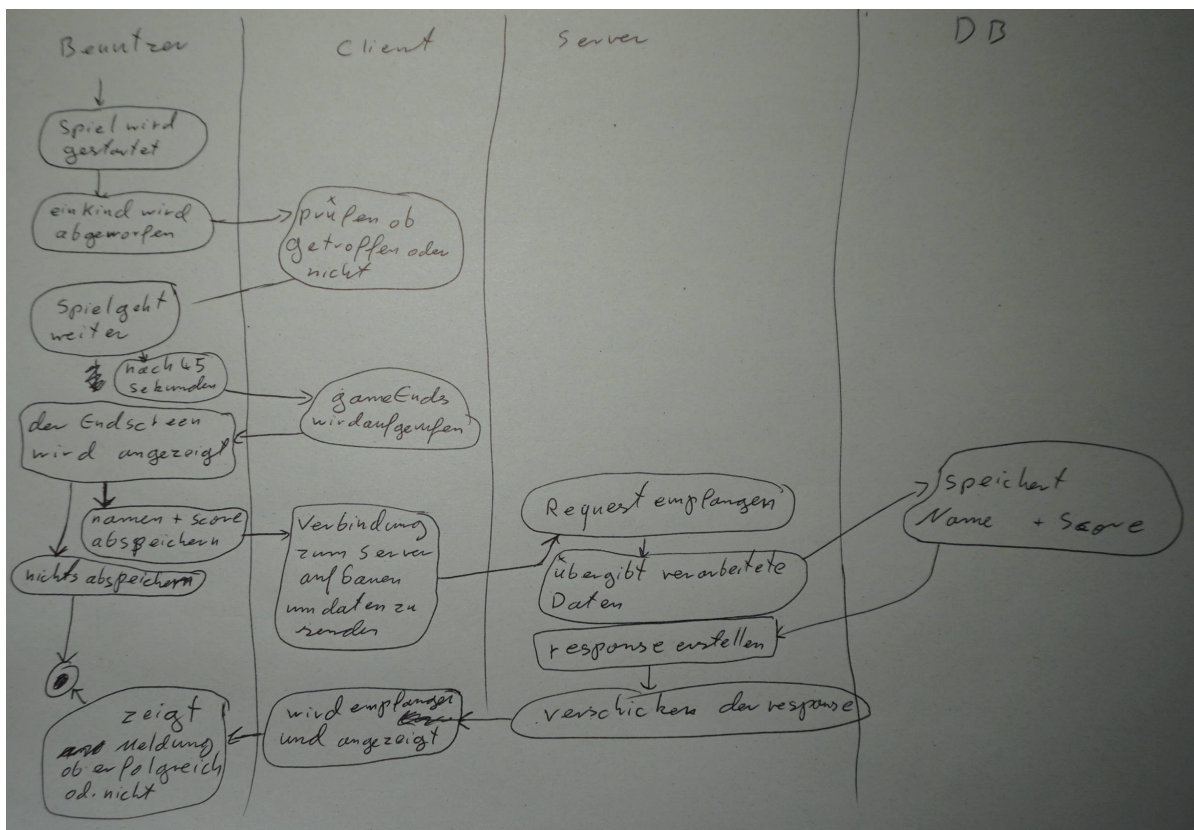 Benutzer
Client
Server
DB
Spiel wird
gestartet
ein Kind wird
abgeworfen
prüfen ob
getroffen oder
nicht
Spiel geht
weiter
nach 45
sekunden
gameEnds
wird aufgerufen
der Endscreen
wird angezeigt
namen + score
abspeichern
nichts abspeichern
Verbindung
zum Server
aufbauen
um daten zu
senden
Request empfangen
übergibt verarbeitete
Daten
speichert
Name + Score
response erstellen
verschicken der response
wird empfangen
und angezeigt
zeigt
Meldung
ob erfolgreich
od. nicht